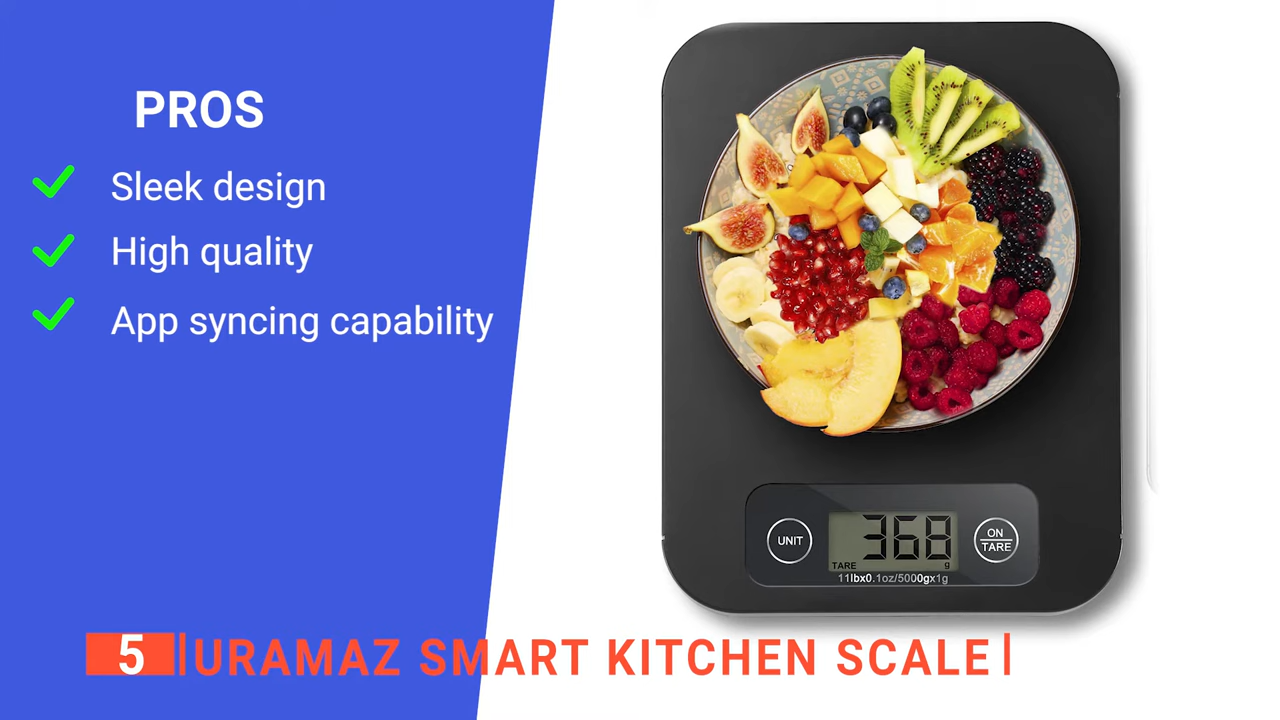 PROS
Sleek design
High quality
App syncing capability
UNIT
368
TARE
g
ON
TARE
11lbx0.1oz/5000gx1g
5
URAMAZ SMART KITCHEN SCALE